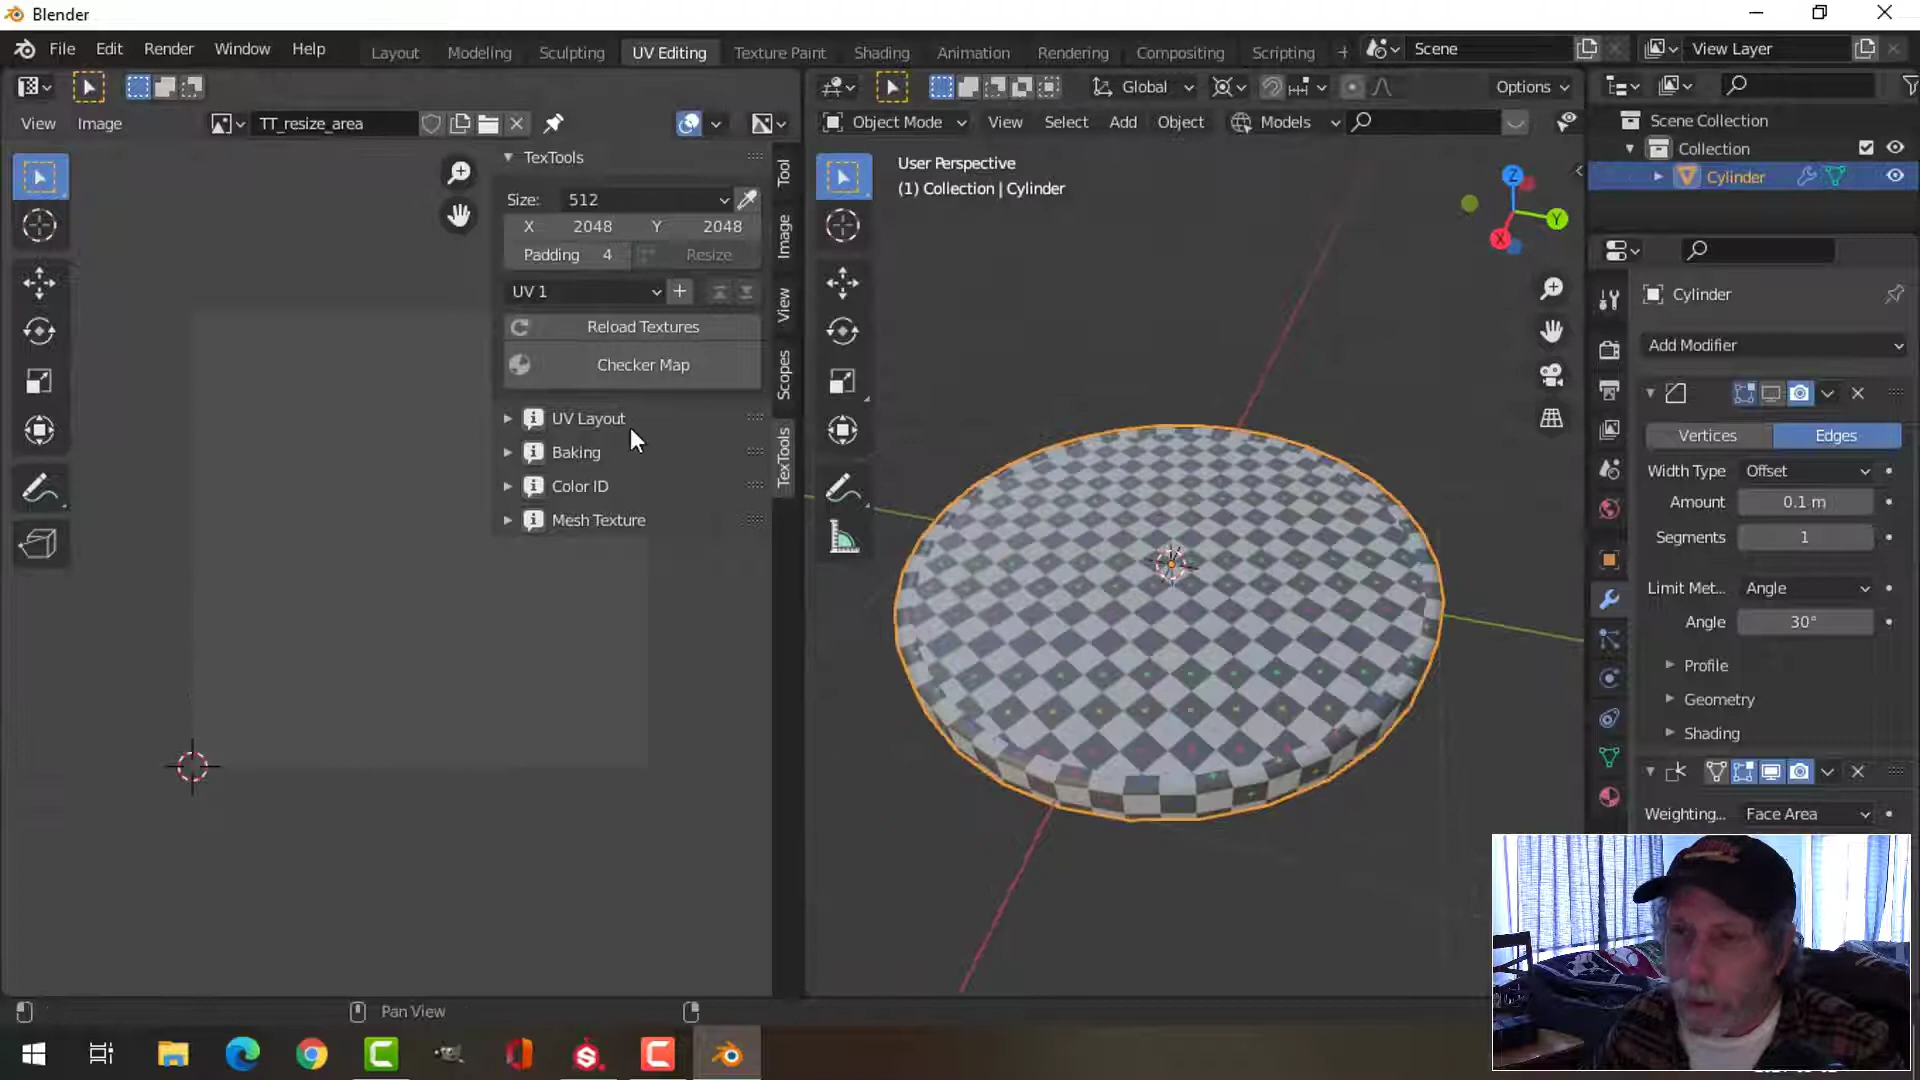 Blender
File Edit Render Window Help Layout Modeling Sculpting UV Editing Texture Paint Shading Animation Rendering Compositing Scripting + Scene View Layer
Global Options
View Image TT_resize_area Object Mode View Select Add Object Models
Scene Collection
Collection
Cylinder
TexTools
Size: 512
X 2048 Y 2048
Padding 4 Resize
UV 1
Reload Textures
Checker Map
UV Layout
Baking
Color ID
Mesh Texture
Tool
Image
View
Scopes
TexTools
User Perspective
(1) Collection | Cylinder
Z
Y
X
Cylinder
Add Modifier
Vertices Edges
Width Type Offset
Amount 0.1 m
Segments 1
Limit Met... Angle
Angle 30°
Profile
Geometry
Shading
Weighting... Face Area
Pan View